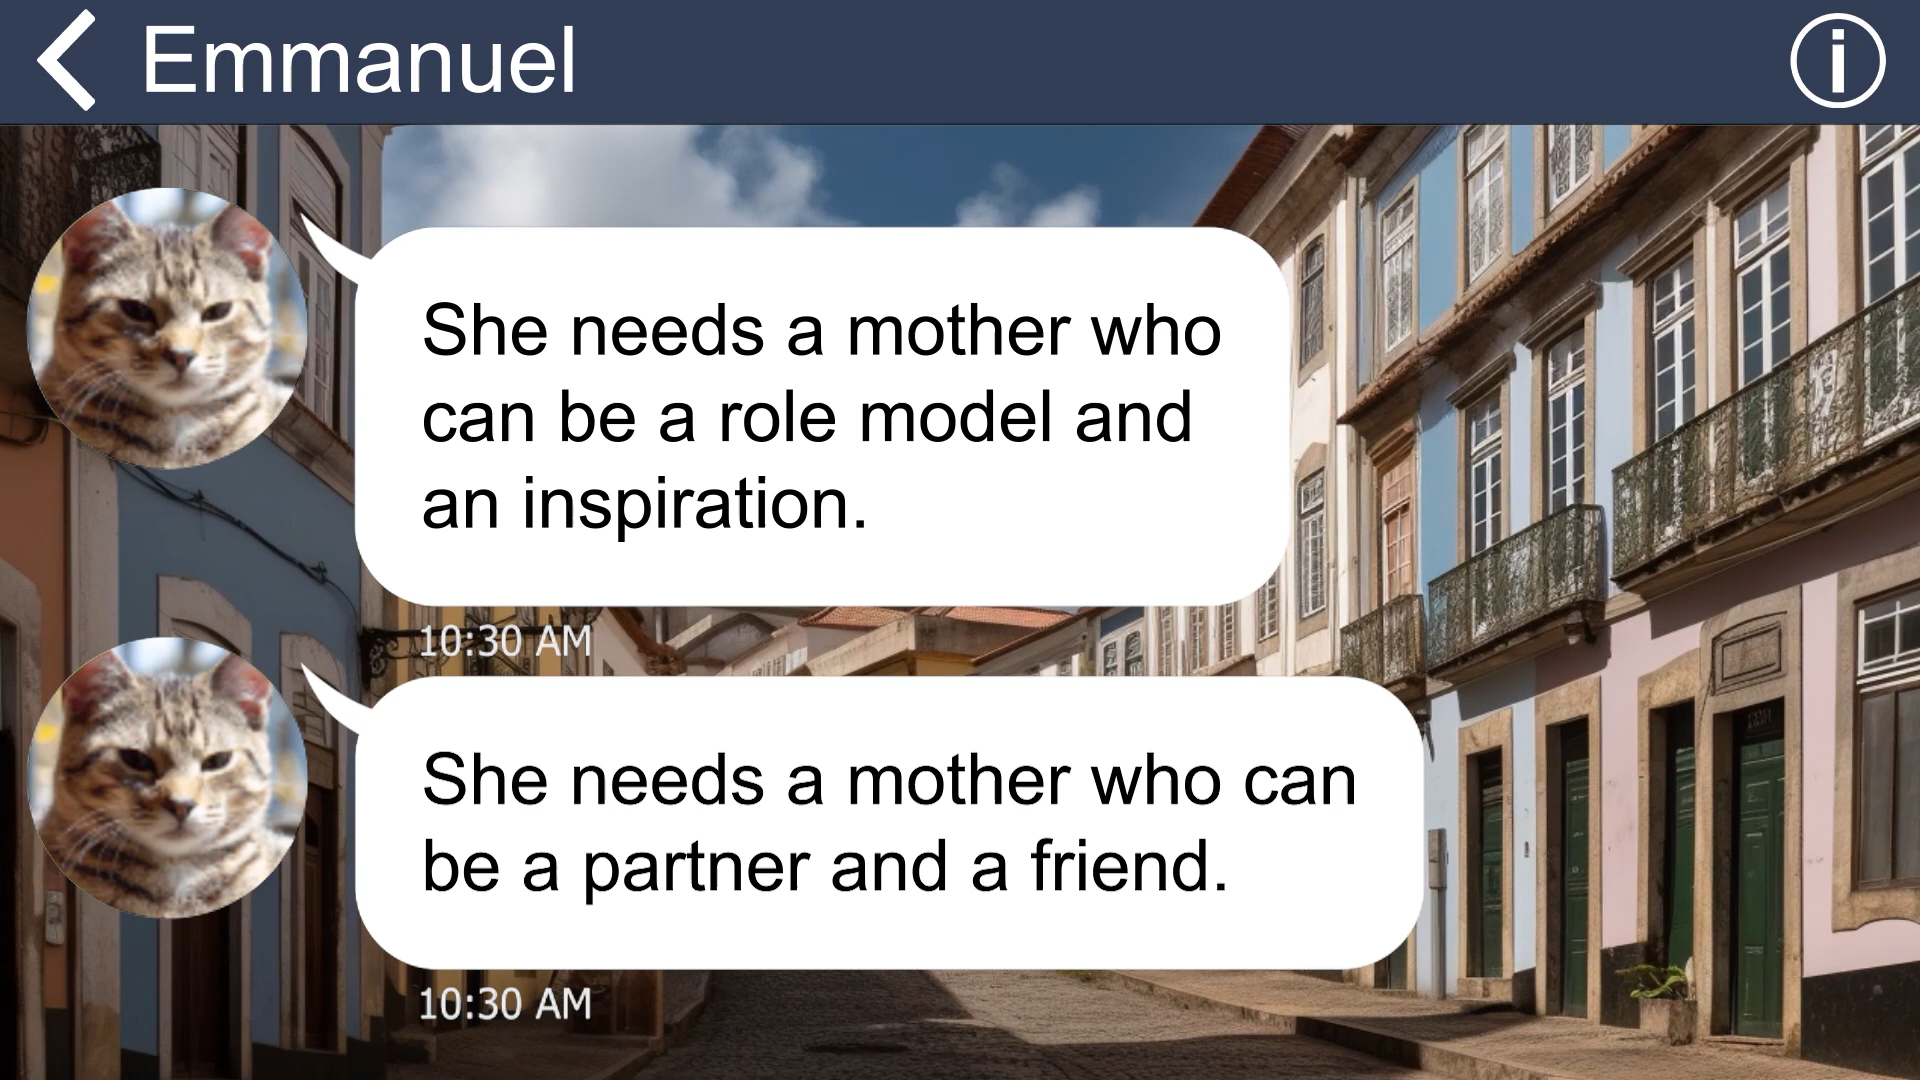 Emmanuel
She needs a mother who
can be a role model and
an inspiration.
10:30 AM
She needs a mother who can
be a partner and a friend.
10:30 AM